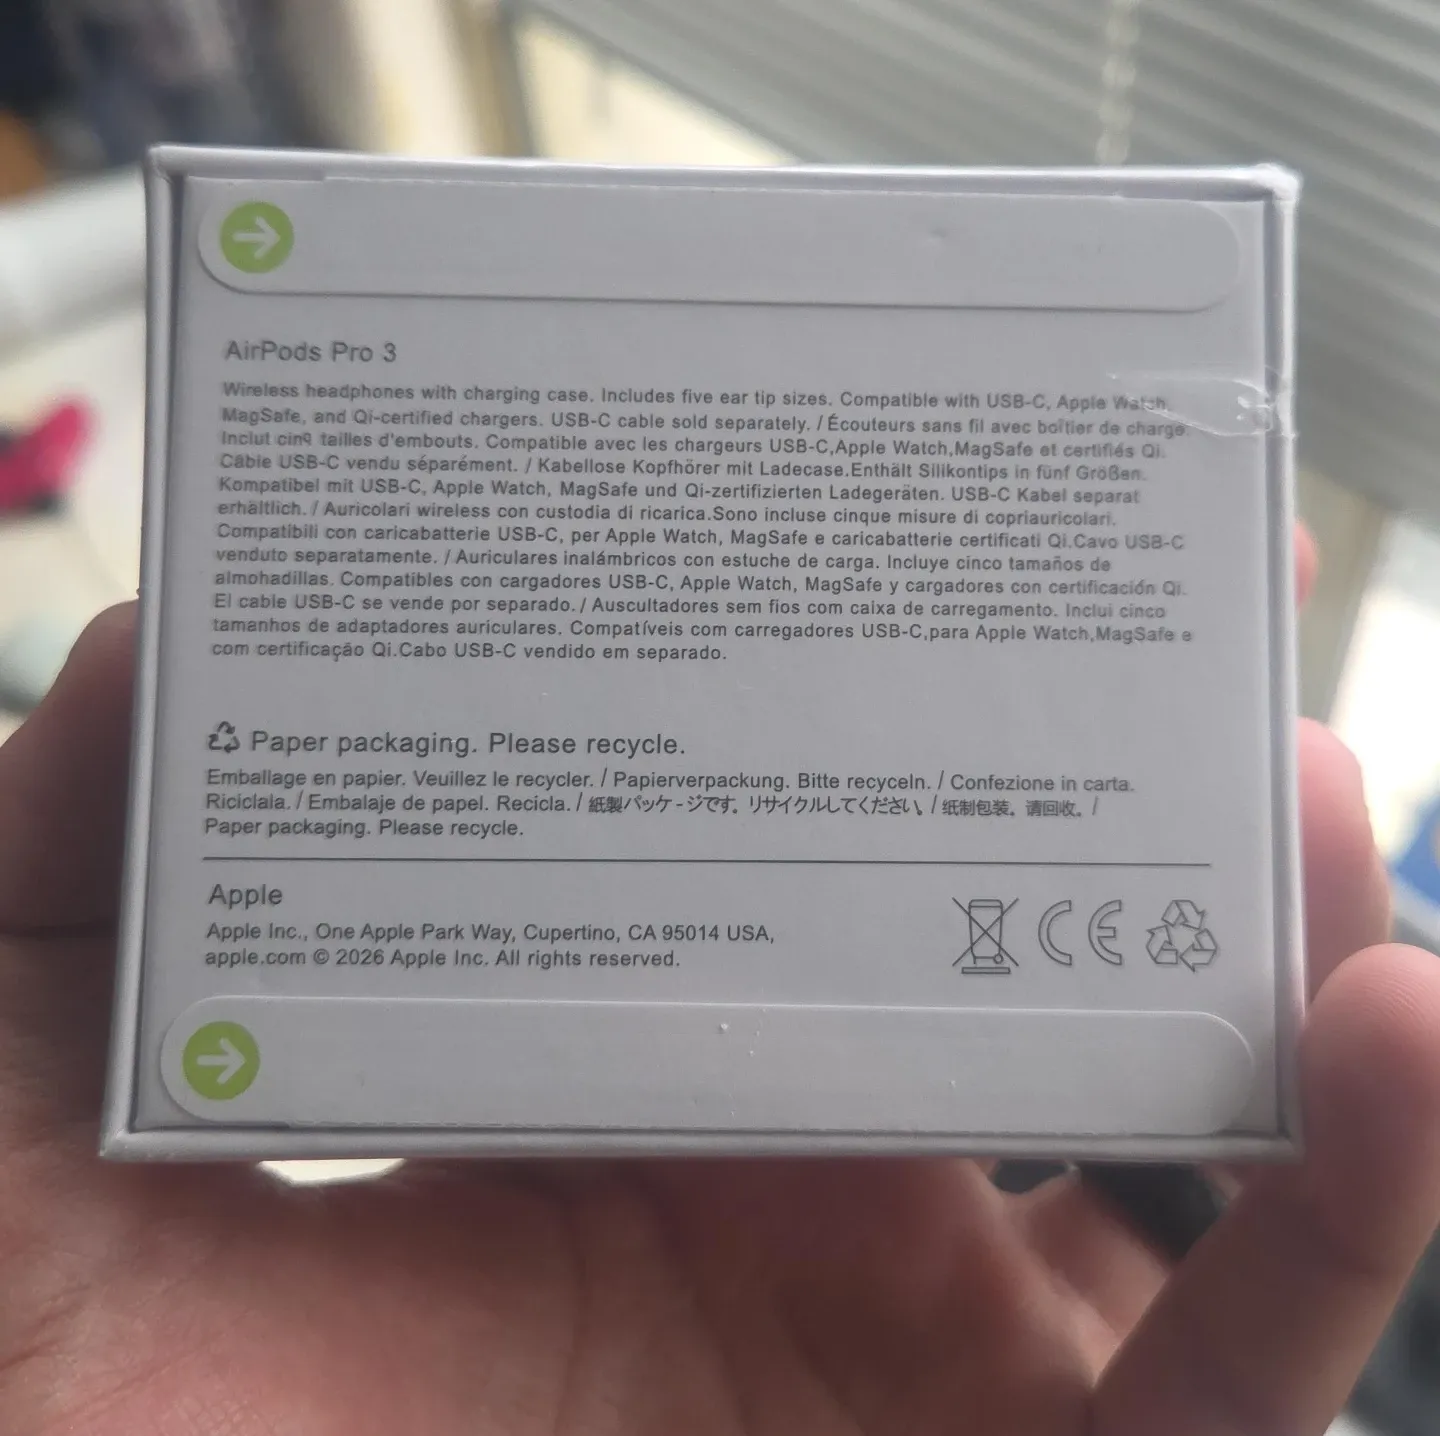 AirPods Pro 3
Wireless headphones with charging case. Includes five ear tip sizes. Compatible with USB-C, Apple Watch,
MagSafe, and Qi-certified chargers. USB-C cable sold separately. / Écouteurs sans fil avec boîtier de charge.
Inclut cinq tailles d'embouts. Compatible avec les chargeurs USB-C,Apple Watch,MagSafe et certifiés Qi.
Câble USB-C vendu séparément. / Kabellose Kopfhörer mit Ladecase.Enthält Silikontips in fünf Größen.
Kompatibel mit USB-C, Apple Watch, MagSafe und Qi-zertifizierten Ladegeräten. USB-C Kabel separat
erhältlich. / Auricolari wireless con custodia di ricarica.Sono incluse cinque misure di copriauricolari.
Compatibili con caricabatterie USB-C, per Apple Watch, MagSafe e caricabatterie certificati Qi.Cavo USB-C
venduto separatamente. / Auriculares inalámbricos con estuche de carga. Incluye cinco tamaños de
almohadillas. Compatibles con cargadores USB-C, Apple Watch, MagSafe y cargadores con certificación Qi.
El cable USB-C se vende por separado. / Auscultadores sem fios com caixa de carregamento. Inclui cinco
tamanhos de adaptadores auriculares. Compatíveis com carregadores USB-C,para Apple Watch,MagSafe e
com certificação Qi.Cabo USB-C vendido em separado.
Paper packaging. Please recycle.
Emballage en papier. Veuillez le recycler. / Papierverpackung. Bitte recyceln. / Confezione in carta.
Riciclala. / Embalaje de papel. Recicla. / 紙製パッケ-ジです。リサイクルしてください。/ 纸制包装。请回收。/
Paper packaging. Please recycle.
Apple
Apple Inc., One Apple Park Way, Cupertino, CA 95014 USA,
apple.com © 2026 Apple Inc. All rights reserved.
CE